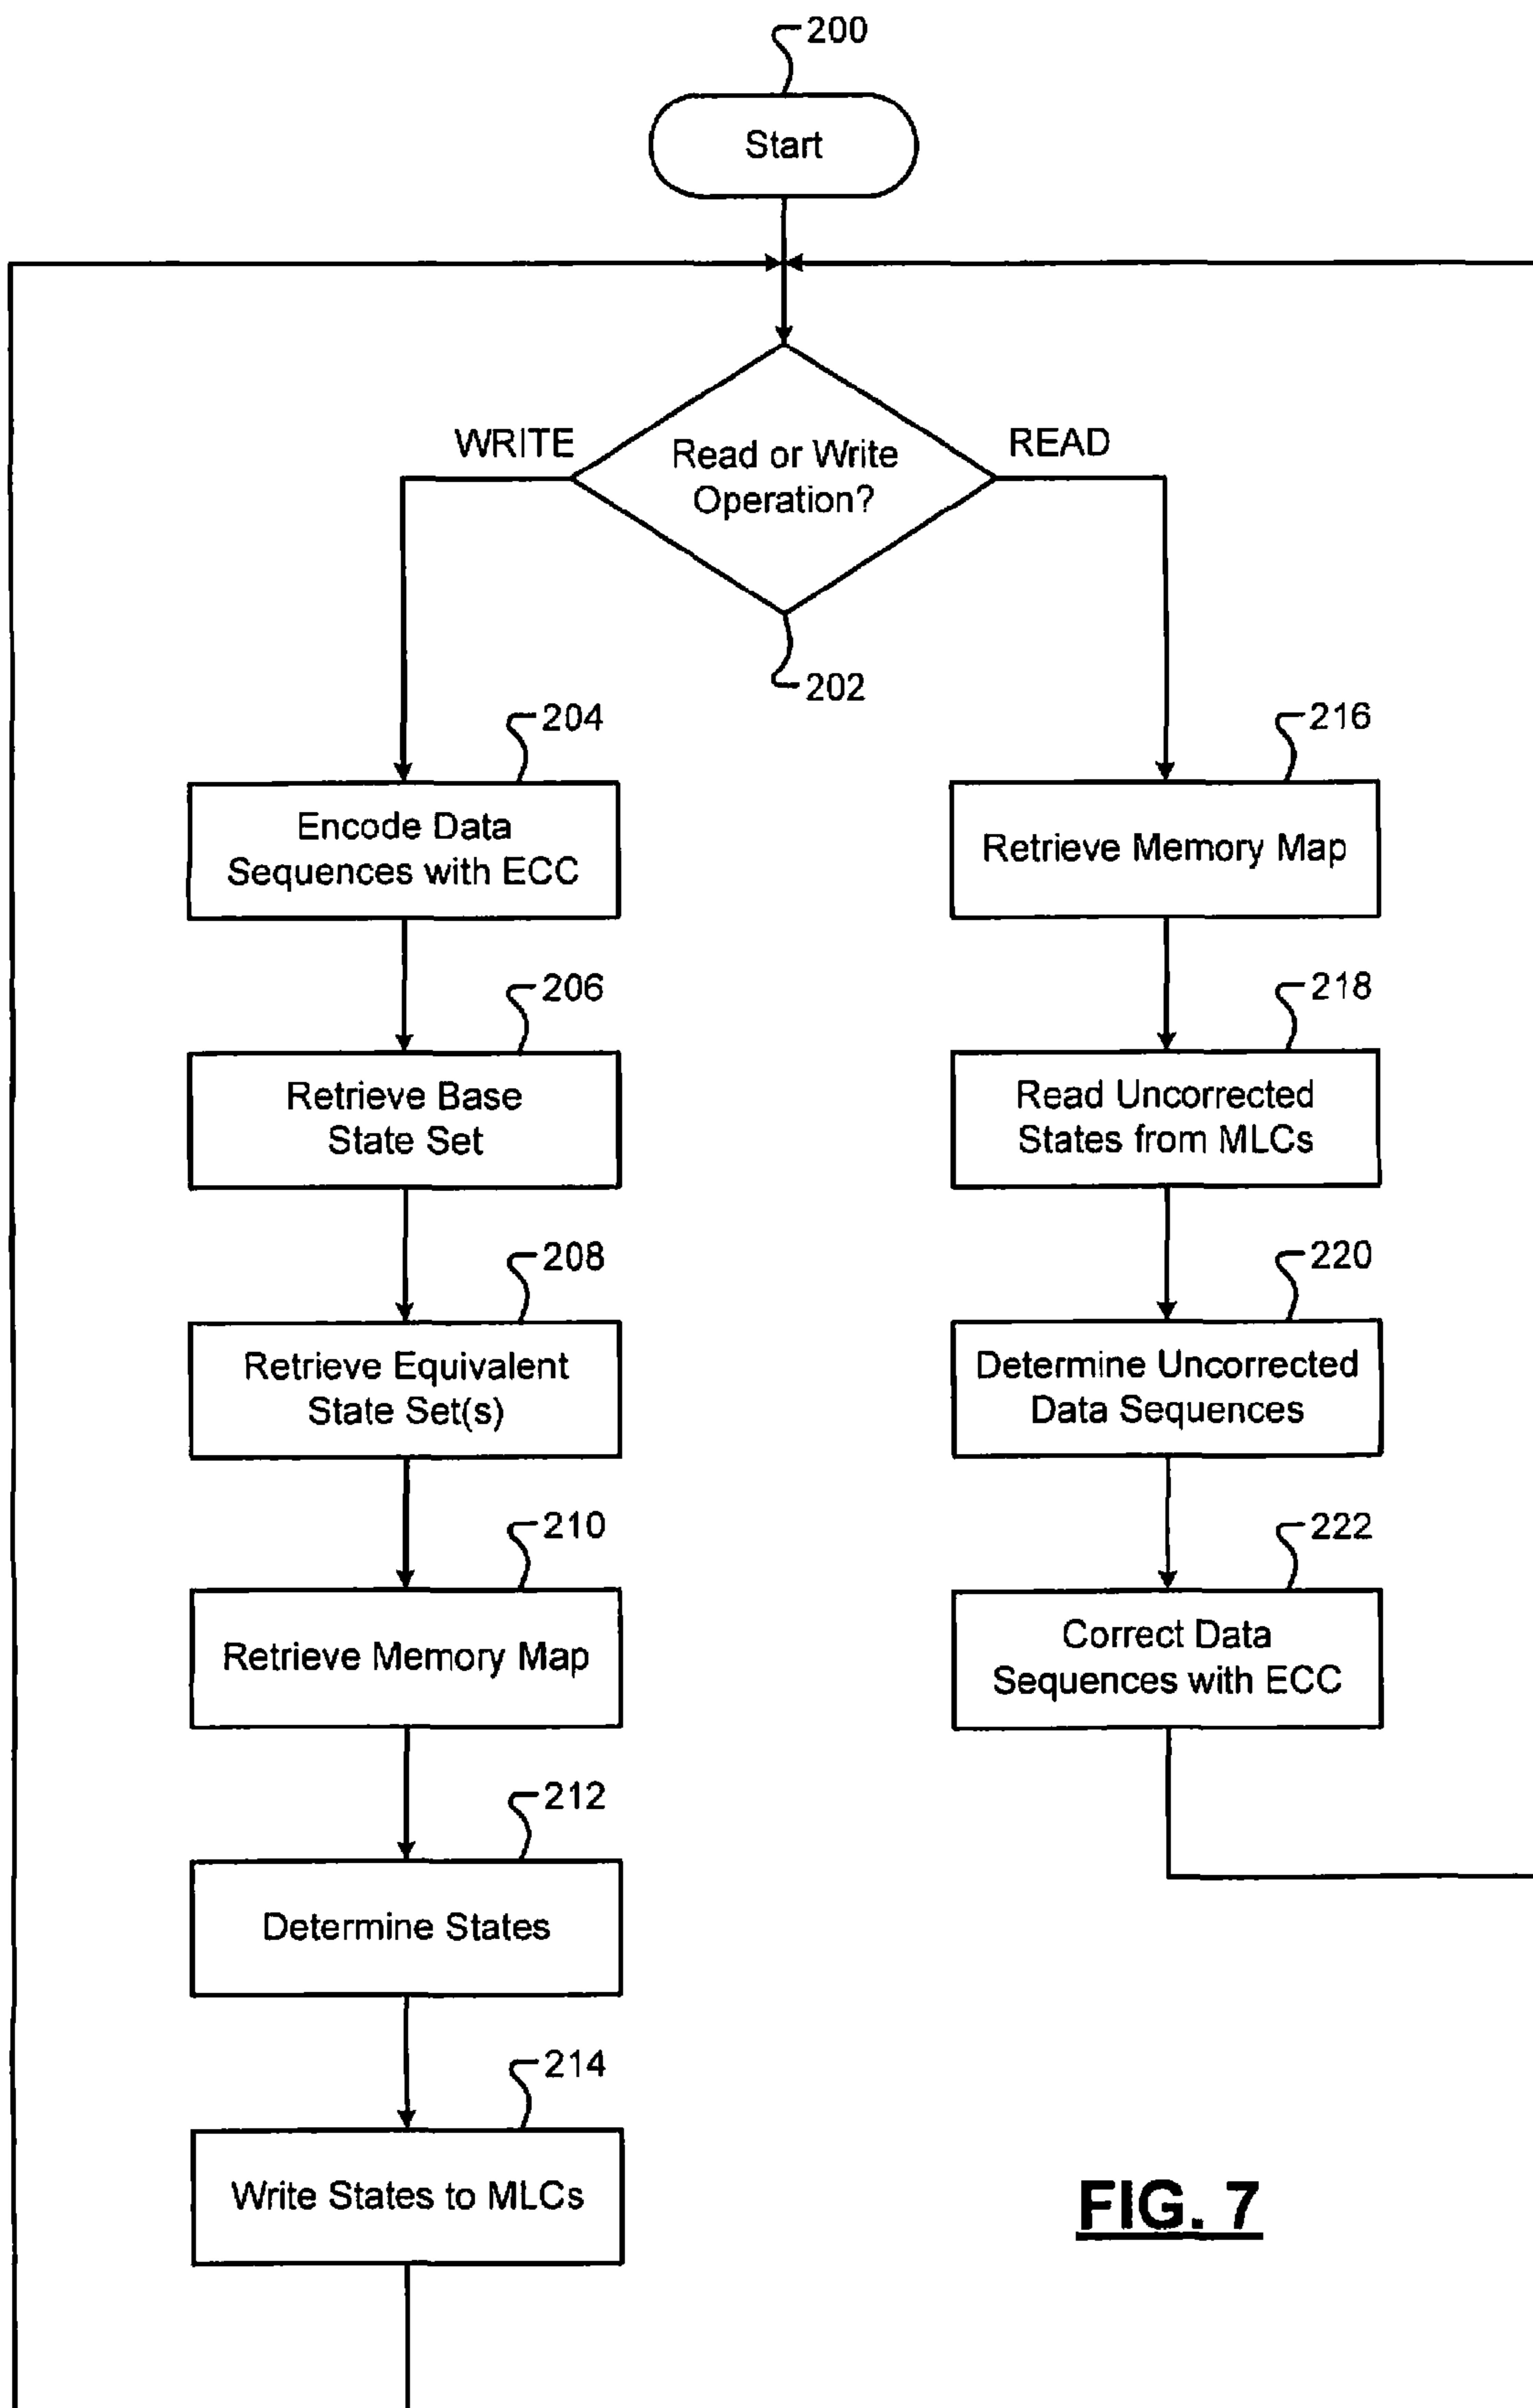 200
Start
WRITE
Read or Write
Operation?
READ
202
204
Encode Data
Sequences with ECC
206
Retrieve Base
State Set
208
Retrieve Equivalent
State Set(s)
210
Retrieve Memory Map
212
Determine States
214
Write States to MLCs
216
Retrieve Memory Map
218
Read Uncorrected
States from MLCs
220
Determine Uncorrected
Data Sequences
222
Correct Data
Sequences with ECC
FIG. 7